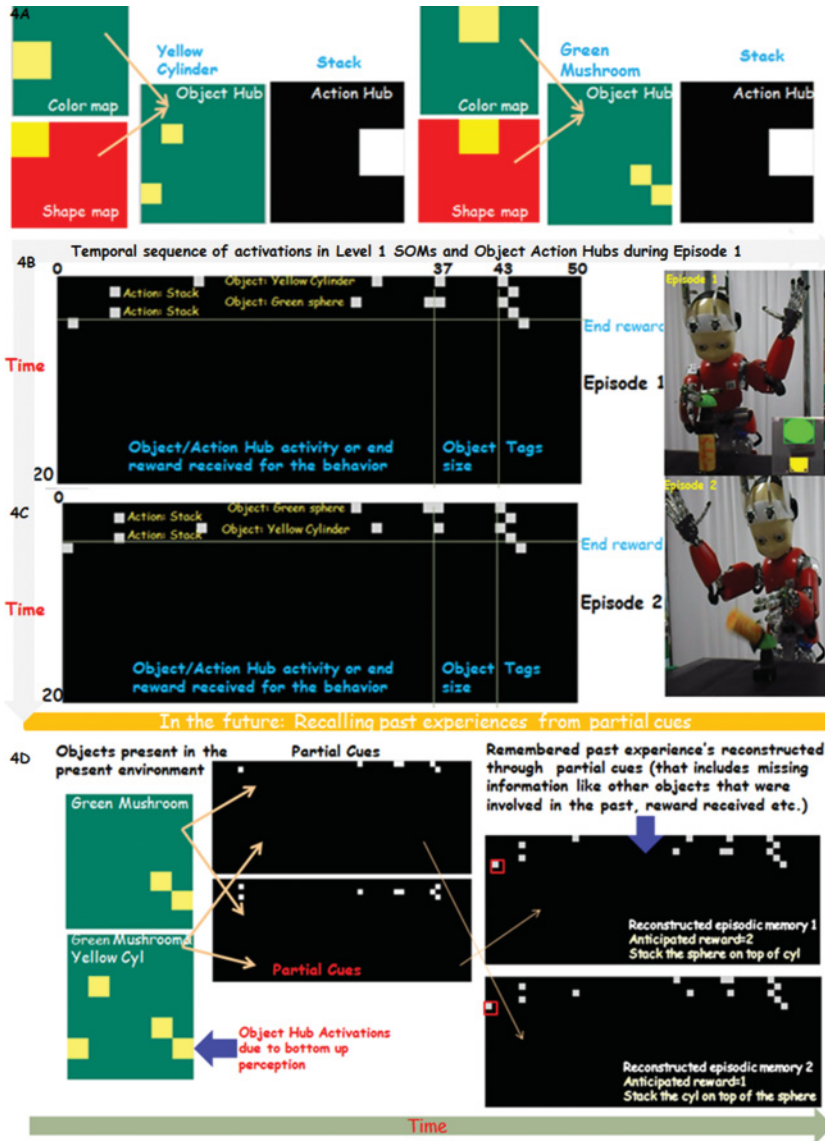 4A
Yellow
Cylinder
Stack
Green
Mushroom
Stack
Color map
Object Hub
Action Hub
Color map
Object Hub
Action Hub
Shape map
Shape map
Temporal sequence of activations in Level 1 SOMs and Object Action Hubs during Episode 1
4B
0
37
43
50
Object: Yellow Cylinder
Action: Stack
Object: Green sphere
Action: Stack
Episode 1
End reward
Time
Episode 1
Object/Action Hub activity or end
reward received for the behavior
Object
size
Tags
20
0
4C
Object: Green sphere
Action: Stack
Object: Yellow Cylinder
Action: Stack
Episode 2
End reward
Time
Episode 2
Object/Action Hub activity or end
reward received for the behavior
Object
size
Tags
20
In the future: Recalling past experiences from partial cues
4D
Objects present in the
present environment
Partial Cues
Remembered past experience's reconstructed
through partial cues (that includes missing
information like other objects that were
involved in the past, reward received etc.)
Green Mushroom
Green Mushroom&
Yellow Cyl
Partial Cues
Object Hub Activations
due to bottom up
perception
Reconstructed episodic memory 1
Anticipated reward=2
Stack the sphere on top of cyl
Reconstructed episodic memory 2
Anticipated reward=1
Stack the cyl on top of the sphere
Time